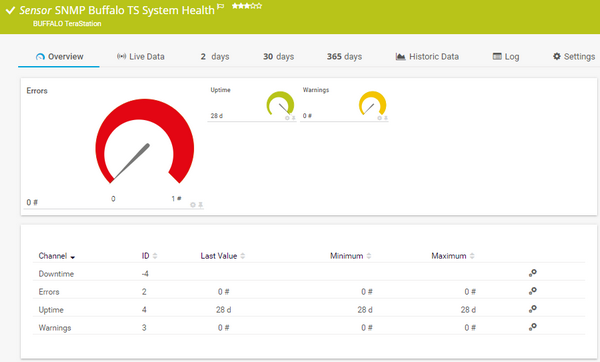 Sensor SNMP Buffalo TS System Health
BUFFALO TeraStation
Overview Live Data 2 days 30 days 365 days Historic Data Log Settings
Errors
0 #
0
1 #
Uptime
28 d
Warnings
0 #
Channel ID Last Value Minimum Maximum
Downtime -4
Errors 2 0 # 0 # 0 #
Uptime 4 28 d 28 d 28 d
Warnings 3 0 # 0 # 0 #